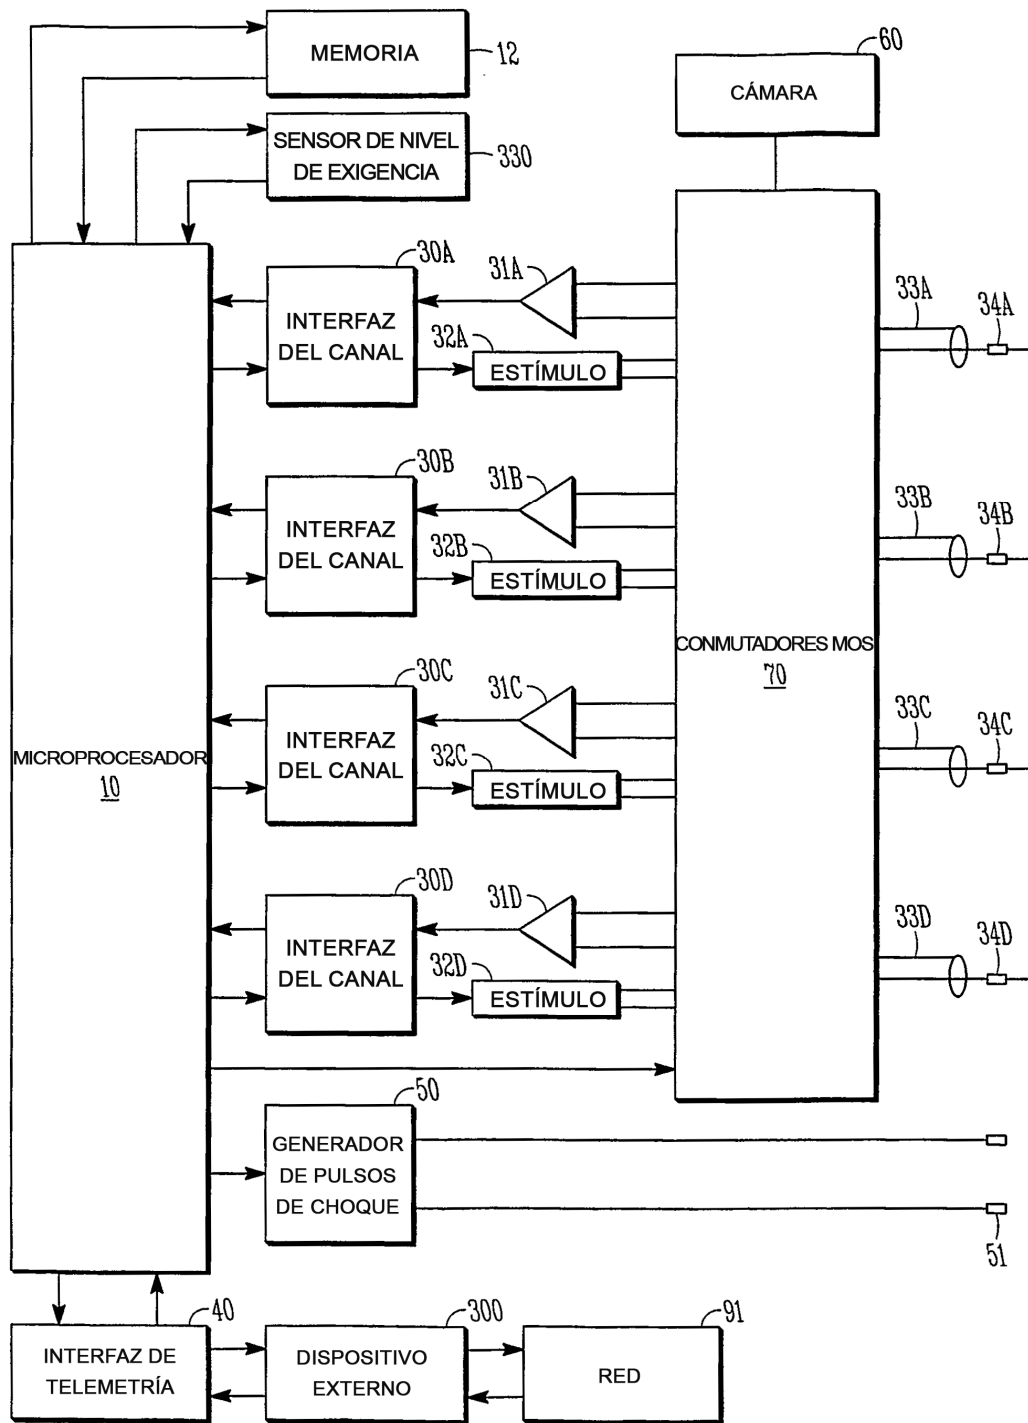 MEMORIA
12
60
CÁMARA
SENSOR DE NIVEL
DE EXIGENCIA
330
30A
INTERFAZ
DEL CANAL
31A
32A
ESTÍMULO
33A
34A
30B
INTERFAZ
DEL CANAL
31B
32B
ESTÍMULO
33B
34B
CONMUTADORES MOS
70
30C
INTERFAZ
DEL CANAL
31C
32C
ESTÍMULO
33C
34C
MICROPROCESADOR
10
30D
INTERFAZ
DEL CANAL
31D
32D
ESTÍMULO
33D
34D
50
GENERADOR
DE PULSOS
DE CHOQUE
51
40
INTERFAZ DE
TELEMETRÍA
300
DISPOSITIVO
EXTERNO
91
RED